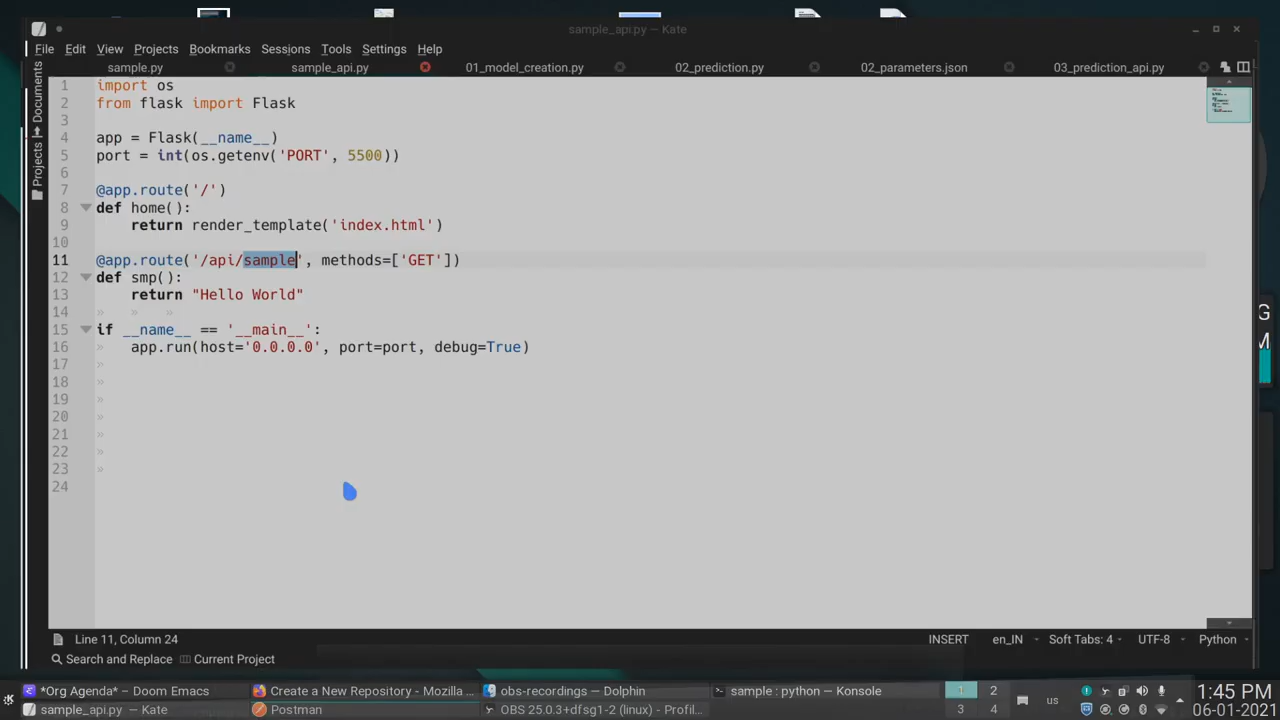 sample_api.py — Kate
File Edit View Projects Bookmarks Sessions Tools Settings Help
sample.py sample_api.py 01_model_creation.py 02_prediction.py 02_parameters.json 03_prediction_api.py
Documents
Projects
1 import os
2 from flask import Flask
3
4 app = Flask(__name__)
5 port = int(os.getenv('PORT', 5500))
6
7 @app.route('/')
8 def home():
9 return render_template('index.html')
10
11 @app.route('/api/sample', methods=['GET'])
12 def smp():
13 return "Hello World"
14 » »
15 if __name__ == '__main__':
16 » app.run(host='0.0.0.0', port=port, debug=True)
17 »
18 »
19 »
20 »
21 »
22 »
23 »
24
G
M
Line 11, Column 24 INSERT en_IN Soft Tabs: 4 UTF-8 Python
Search and Replace Current Project
*Org Agenda* – Doom Emacs Create a New Repository - Mozilla ... obs-recordings — Dolphin sample : python — Konsole 1 2 us 1:45 PM
sample_api.py — Kate Postman OBS 25.0.3+dfsg1-2 (linux) - Profil... 3 4 06-01-2021